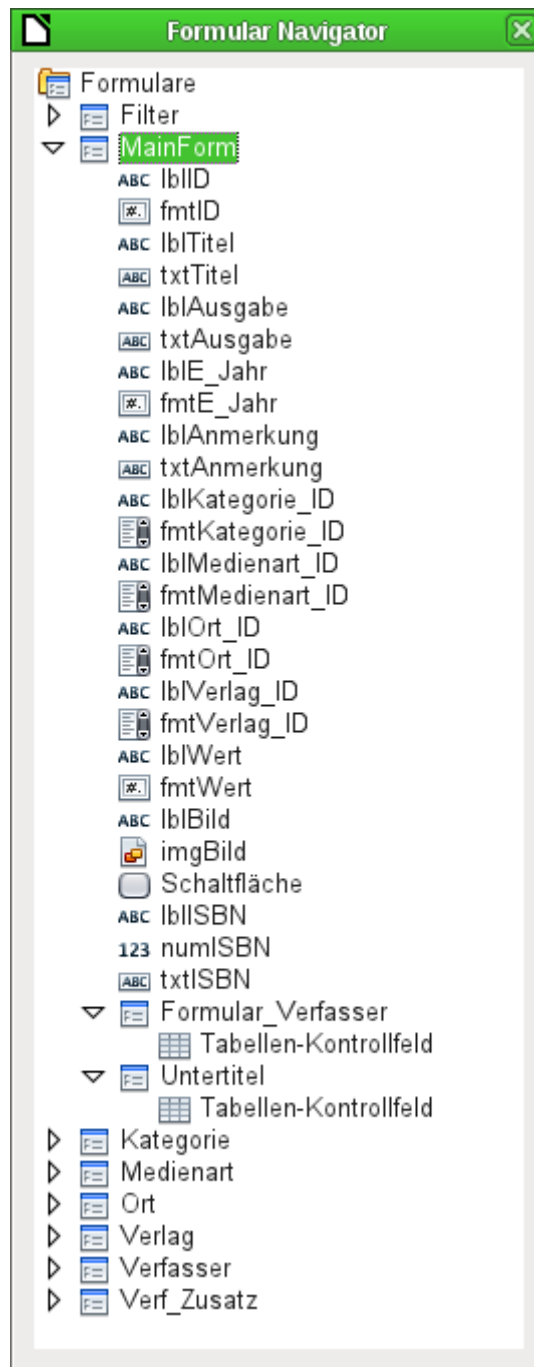 Formular Navigator
Formulare
Filter
MainForm
lblID
fmtID
lblTitel
txtTitel
lblAusgabe
txtAusgabe
lblE_Jahr
fmtE_Jahr
lblAnmerkung
txtAnmerkung
lblKategorie_ID
fmtKategorie_ID
lblMedienart_ID
fmtMedienart_ID
lblOrt_ID
fmtOrt_ID
lblVerlag_ID
fmtVerlag_ID
lblWert
fmtWert
lblBild
imgBild
Schaltfläche
lblISBN
numISBN
txtISBN
Formular_Verfasser
Tabellen-Kontrollfeld
Untertitel
Tabellen-Kontrollfeld
Kategorie
Medienart
Ort
Verlag
Verfasser
Verf_Zusatz